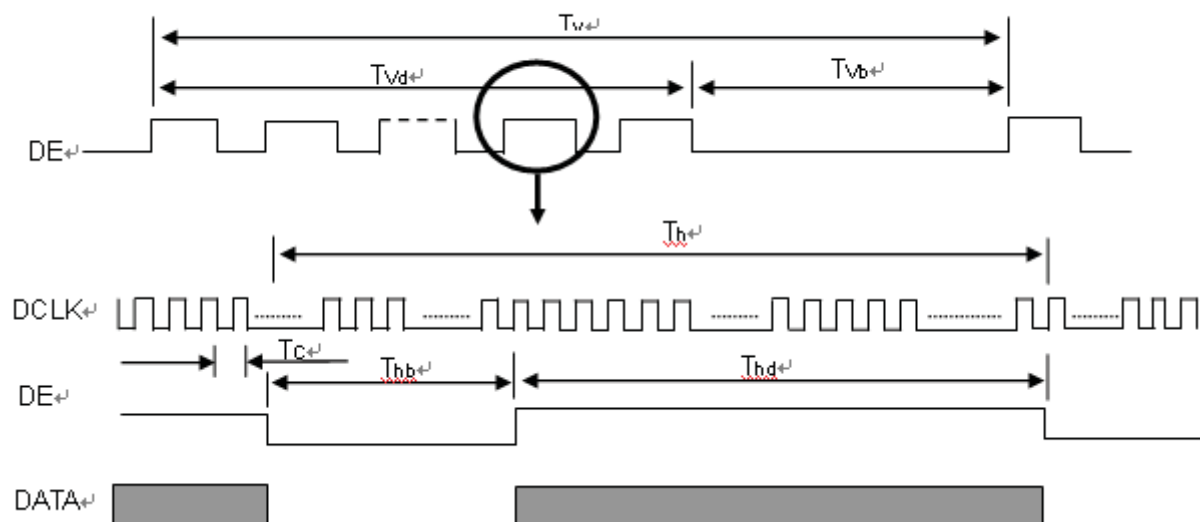 Tv↵
Tvd↵
Tvb↵
DE↵
Th↵
DCLK↵
Tc↵
Thb↵
Thd↵
DE↵
DATA↵